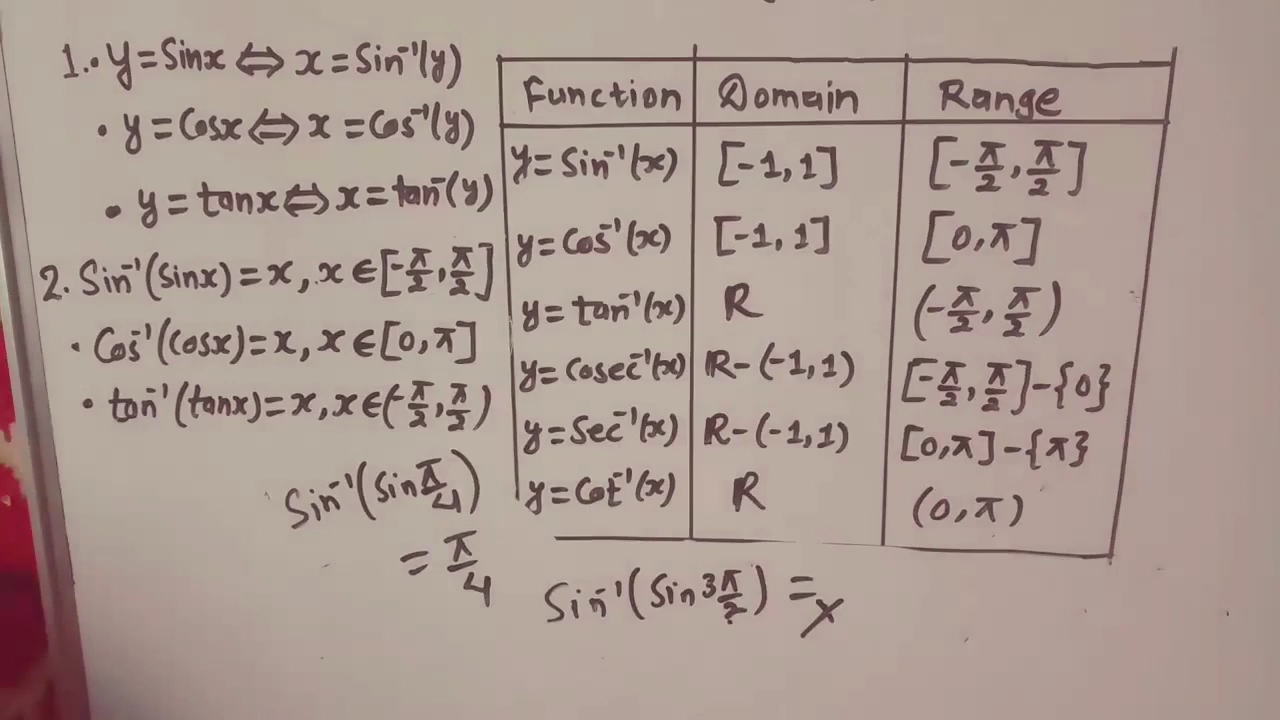 1.• y=Sinx ⇔ x=Sin⁻¹(y)
• y=Cosx ⇔ x=Cos⁻¹(y)
• y=tanx ⇔ x=tan⁻(y)
2. Sin⁻¹(sinx)=x, x∈[-π/2, π/2]
• Cos⁻¹(cosx)=x, x∈[0, π]
• tan⁻¹(tanx)=x, x∈(-π/2, π/2)
Sin⁻¹(sin π/4)
= π/4
Function Domain Range
y=Sin⁻¹(x) [-1, 1] [-π/2, π/2]
y=Cos⁻¹(x) [-1, 1] [0, π]
y=tan⁻¹(x) R (-π/2, π/2)
y=Cosec⁻¹(x) R-(-1, 1) [-π/2, π/2]-{0}
y=Sec⁻¹(x) R-(-1, 1) [0, π]-{π}
y=Cot⁻¹(x) R (0, π)
Sin⁻¹(Sin 3π/2) =